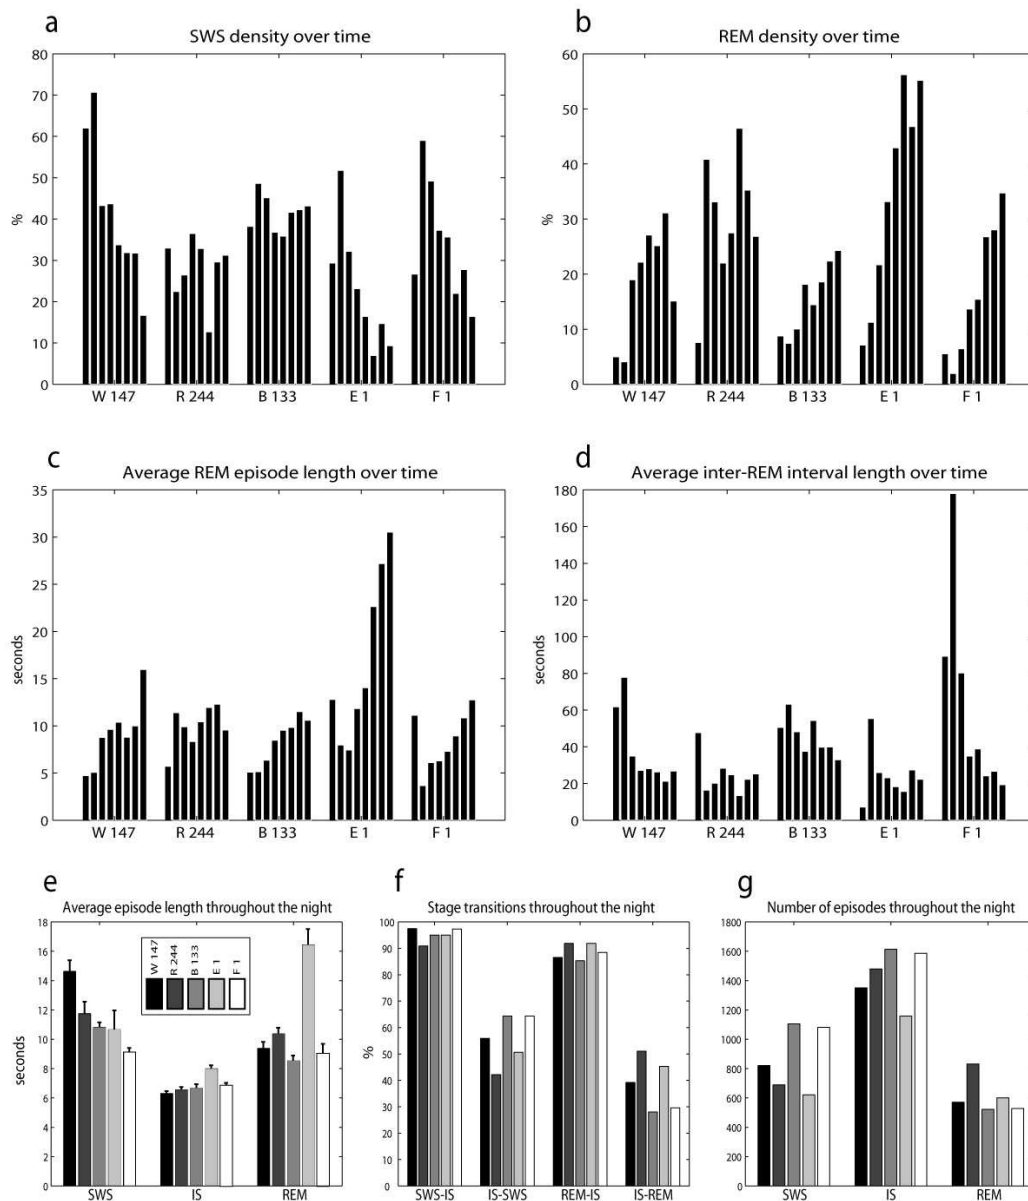 a
SWS density over time
80
70
60
50
40
30
20
10
0
%
W 147 R 244 B 133 E 1 F 1
b
REM density over time
60
50
40
30
20
10
0
%
W 147 R 244 B 133 E 1 F 1
c
Average REM episode length over time
35
30
25
20
15
10
5
0
seconds
W 147 R 244 B 133 E 1 F 1
d
Average inter-REM interval length over time
180
160
140
120
100
80
60
40
20
0
seconds
W 147 R 244 B 133 E 1 F 1
e
Average episode length throughout the night
18
16
14
12
10
8
6
4
2
0
seconds
W 147
R 244
B 133
E 1
F 1
SWS IS REM
f
Stage transitions throughout the night
100
90
80
70
60
50
40
30
20
10
0
%
SWS-IS IS-SWS REM-IS IS-REM
g
Number of episodes throughout the night
1800
1600
1400
1200
1000
800
600
400
200
0
SWS IS REM